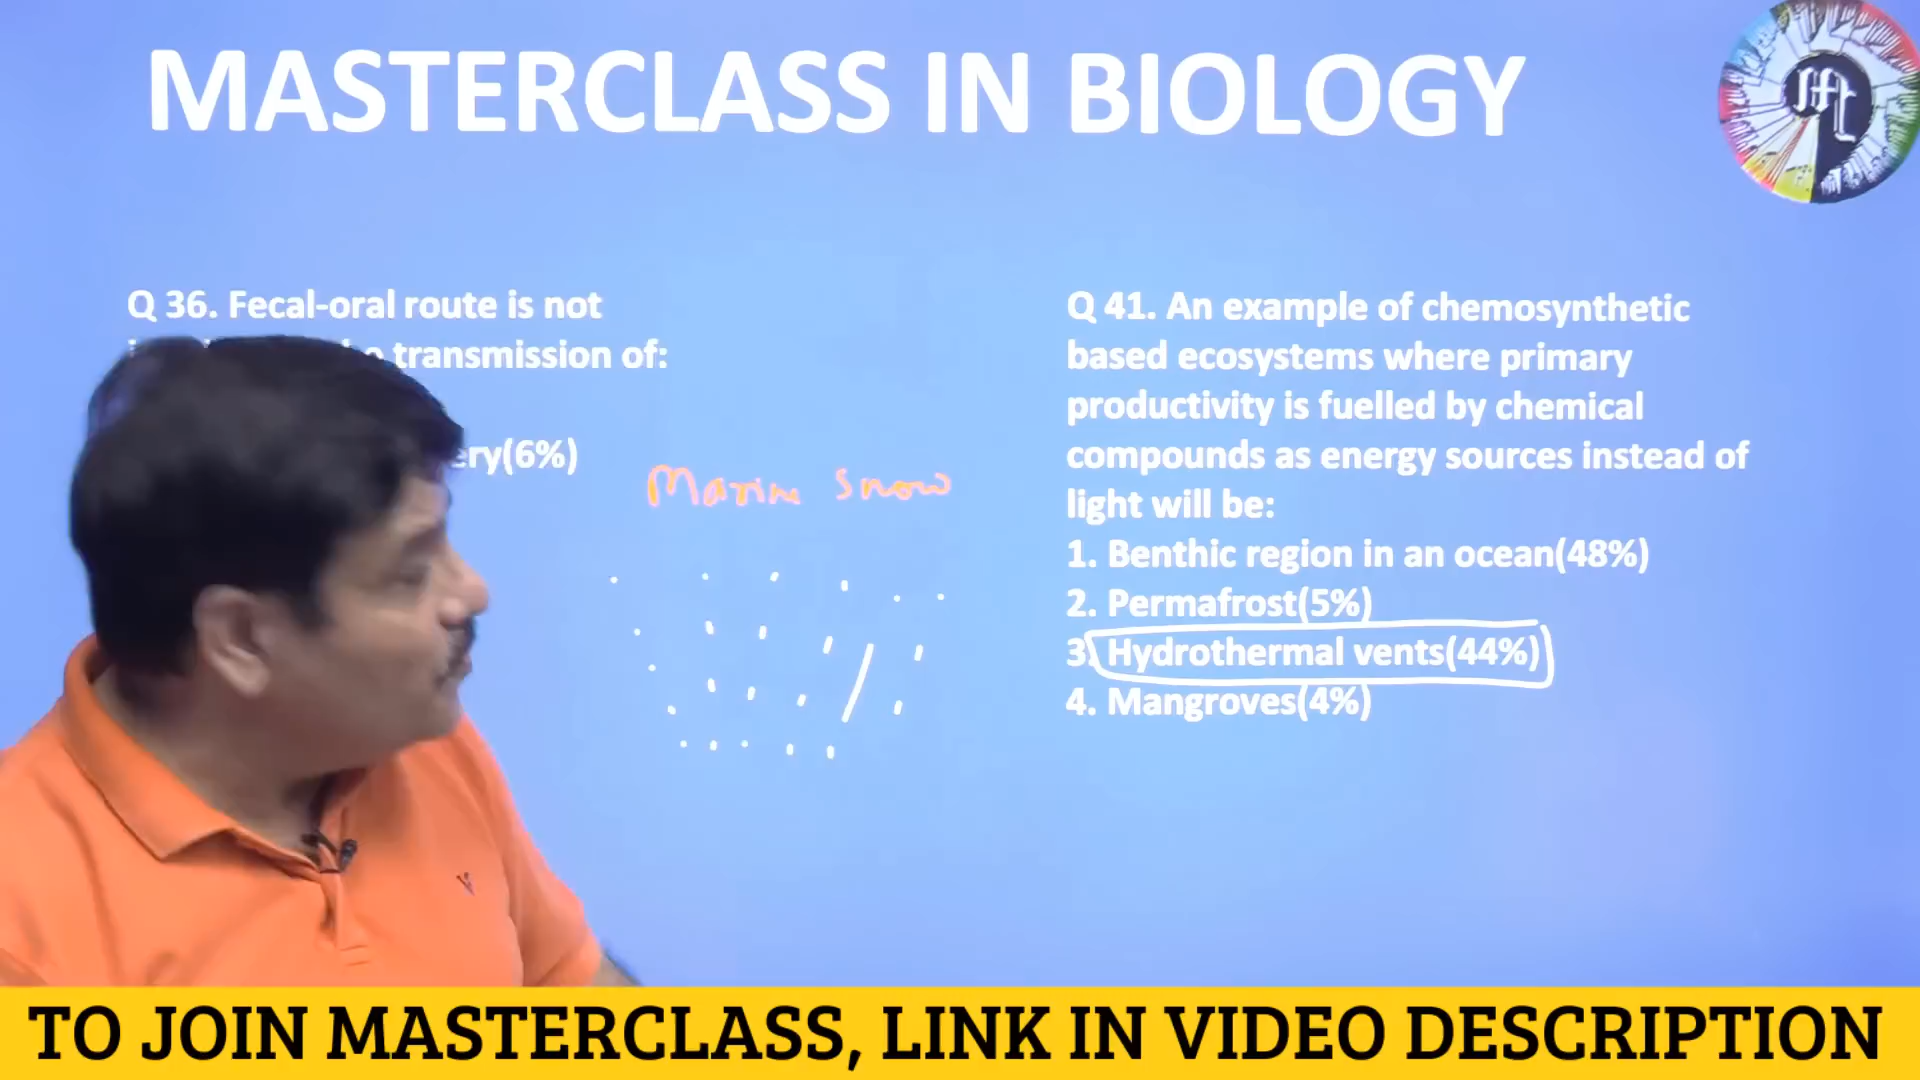 MASTERCLASS IN BIOLOGY
Q 36. Fecal-oral route is not
transmission of:
ery(6%)
Marine Snow
Q 41. An example of chemosynthetic
based ecosystems where primary
productivity is fuelled by chemical
compounds as energy sources instead of
light will be:
1. Benthic region in an ocean(48%)
2. Permafrost(5%)
3. Hydrothermal vents(44%)
4. Mangroves(4%)
TO JOIN MASTERCLASS, LINK IN VIDEO DESCRIPTION